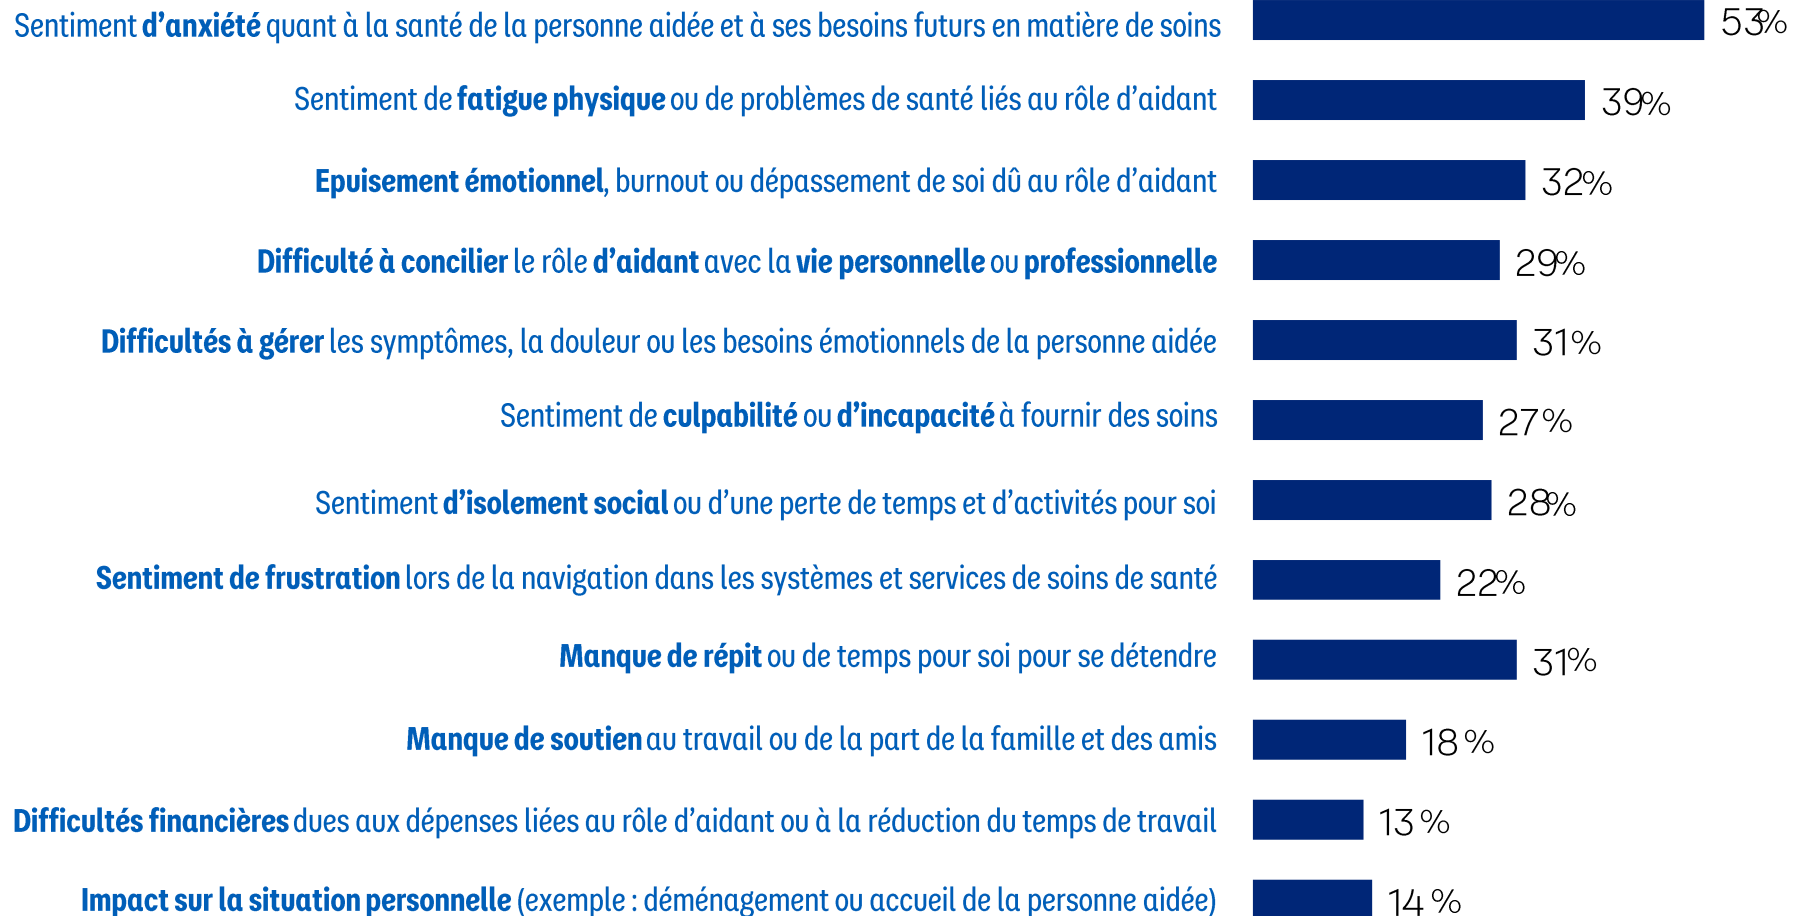 Sentiment d’anxiété quant à la santé de la personne aidée et à ses besoins futurs en matière de soins 53%
Sentiment de fatigue physique ou de problèmes de santé liés au rôle d’aidant 39%
Epuisement émotionnel, burnout ou dépassement de soi dû au rôle d’aidant 32%
Difficulté à concilier le rôle d’aidant avec la vie personnelle ou professionnelle 29%
Difficultés à gérer les symptômes, la douleur ou les besoins émotionnels de la personne aidée 31%
Sentiment de culpabilité ou d’incapacité à fournir des soins 27%
Sentiment d’isolement social ou d’une perte de temps et d’activités pour soi 28%
Sentiment de frustration lors de la navigation dans les systèmes et services de soins de santé 22%
Manque de répit ou de temps pour soi pour se détendre 31%
Manque de soutien au travail ou de la part de la famille et des amis 18 %
Difficultés financières dues aux dépenses liées au rôle d’aidant ou à la réduction du temps de travail 13 %
Impact sur la situation personnelle (exemple : déménagement ou accueil de la personne aidée) 14 %